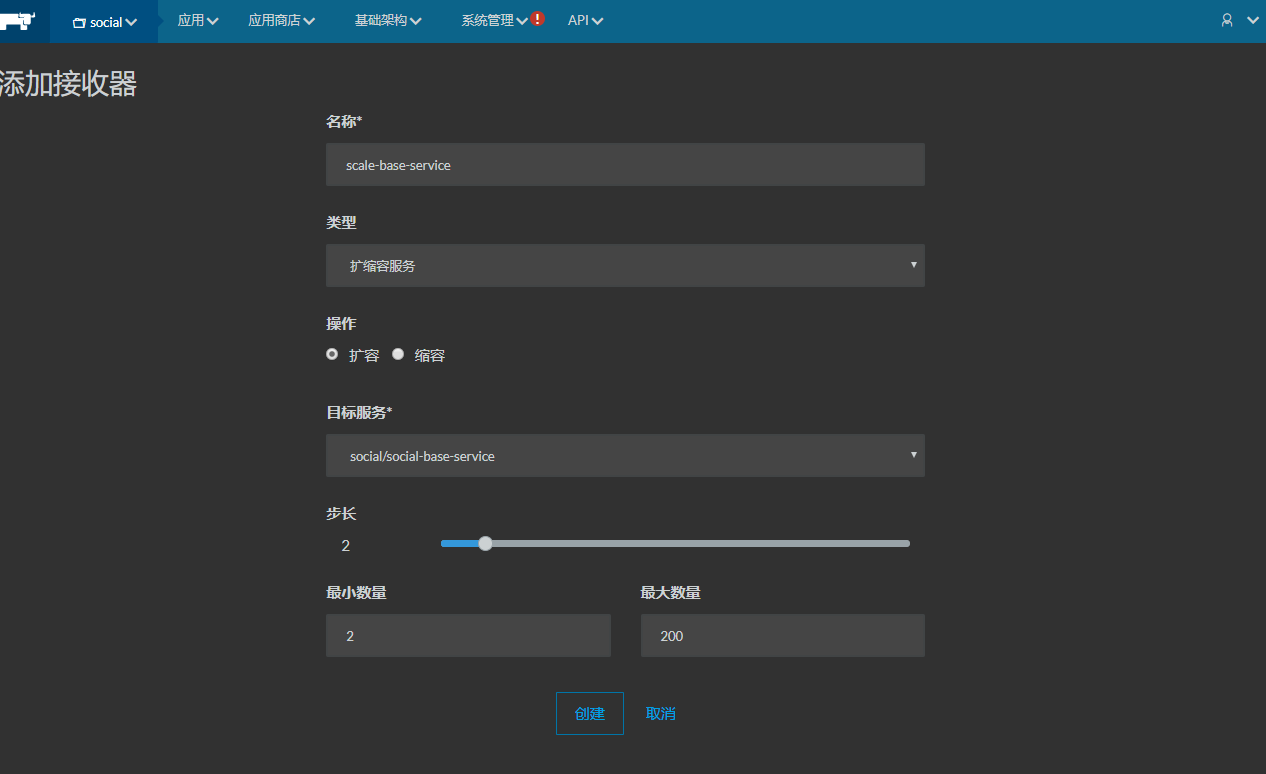 social 应用 应用商店 基础架构 系统管理 ! API
添加接收器
名称*
scale-base-service
类型
扩缩容服务
操作
扩容 缩容
目标服务*
social/social-base-service
步长
2
最小数量 最大数量
2 200
创建 取消